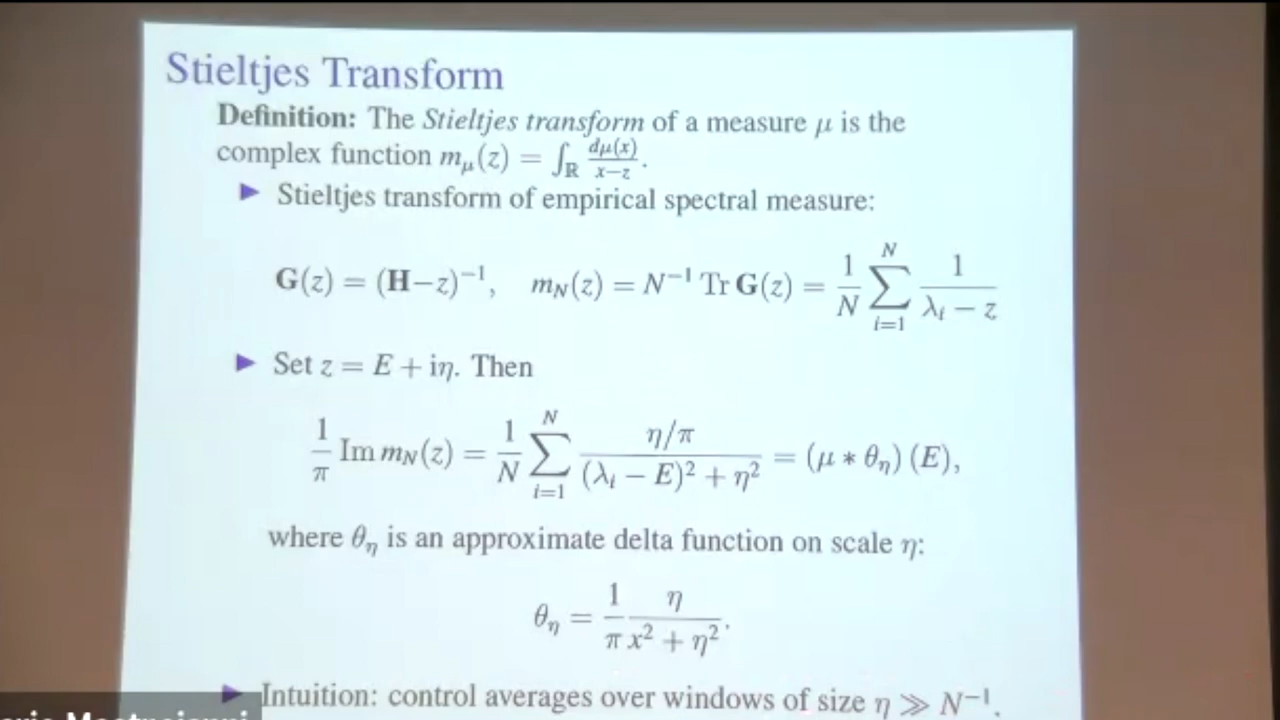 Stieltjes Transform
Definition: The Stieltjes transform of a measure μ is the
complex function m_μ(z) = ∫_ℝ dμ(x)/(x−z).
▶ Stieltjes transform of empirical spectral measure:
G(z) = (H−z)^{−1}, m_N(z) = N^{−1} Tr G(z) = 1/N ∑_{i=1}^{N} 1/(λ_i − z)
▶ Set z = E + iη. Then
1/π Im m_N(z) = 1/N ∑_{i=1}^{N} (η/π)/((λ_i − E)² + η²) = (μ * θ_η) (E),
where θ_η is an approximate delta function on scale η:
θ_η = 1/π η/(x² + η²).
▶ Intuition: control averages over windows of size η ≫ N^{−1}.